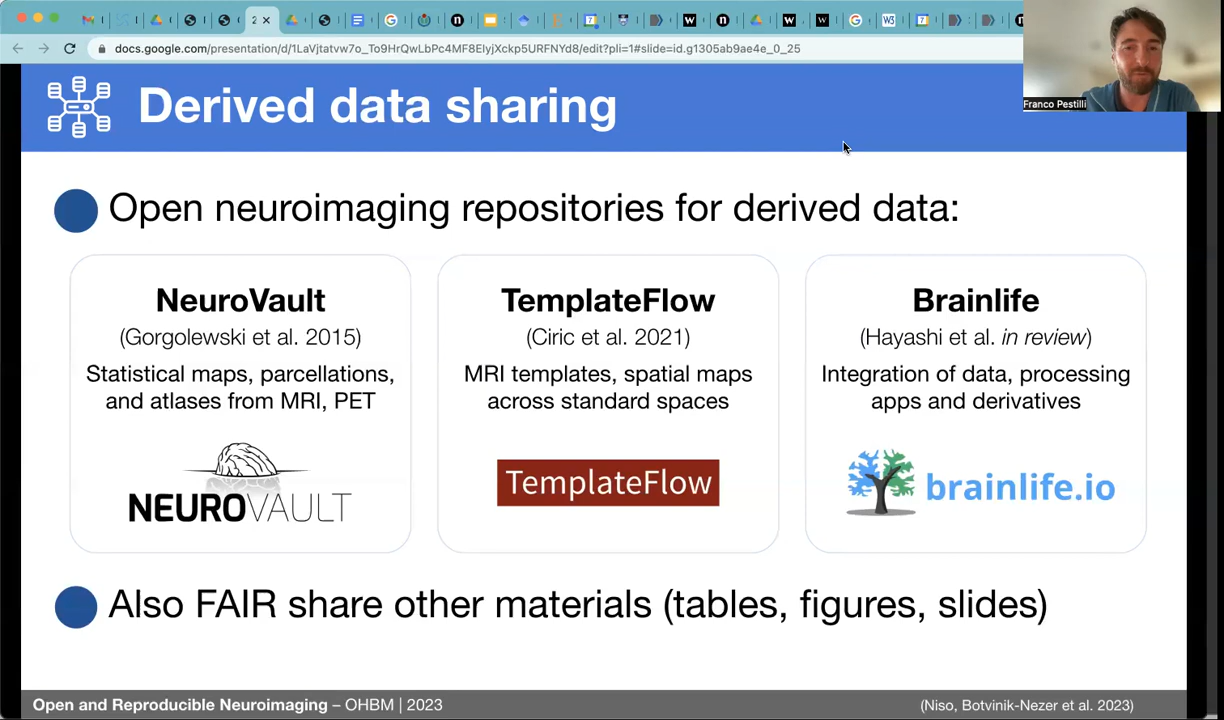 docs.google.com/presentation/d/1LaVjtatvw7o_To9HrQwLbPc4MF8EIyjXckp5URFNYd8/edit?pli=1#slide=id.g1305ab9ae4e_0_25
Franco Pestilli
Derived data sharing
Open neuroimaging repositories for derived data:
NeuroVault
(Gorgolewski et al. 2015)
Statistical maps, parcellations,
and atlases from MRI, PET
NEUROVAULT
TemplateFlow
(Ciric et al. 2021)
MRI templates, spatial maps
across standard spaces
TemplateFlow
Brainlife
(Hayashi et al. in review)
Integration of data, processing
apps and derivatives
brainlife.io
Also FAIR share other materials (tables, figures, slides)
Open and Reproducible Neuroimaging – OHBM | 2023
(Niso, Botvinik-Nezer et al. 2023)